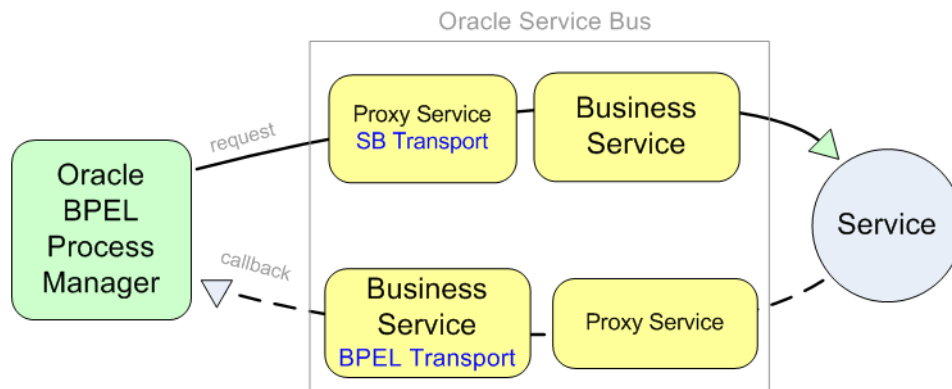 Oracle Service Bus
Oracle
BPEL
Process
Manager
request
Proxy Service
SB Transport
Business
Service
Service
callback
Business
Service
BPEL Transport
Proxy Service